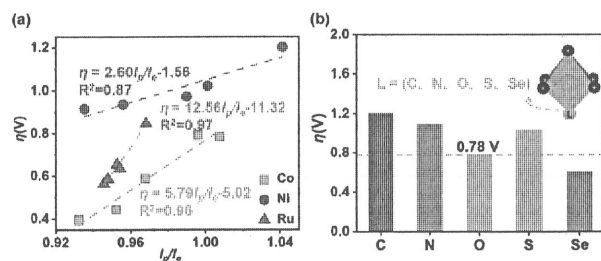 (a)
η(V)
1.2
1.0
0.8
0.6
0.4
η = 2.60Ip/Ie-1.56
R²=0.87
η = 12.56Ip/Ie-11.32
R²=0.97
η = 5.79Ip/Ie-5.02
R²=0.96
Co
Ni
Ru
0.92
0.96
1.00
1.04
Ip/Ie
(b)
η(V)
1.6
1.2
0.8
0.4
0.0
L = (C, N, O, S, Se)
L
0.78 V
C
N
O
S
Se